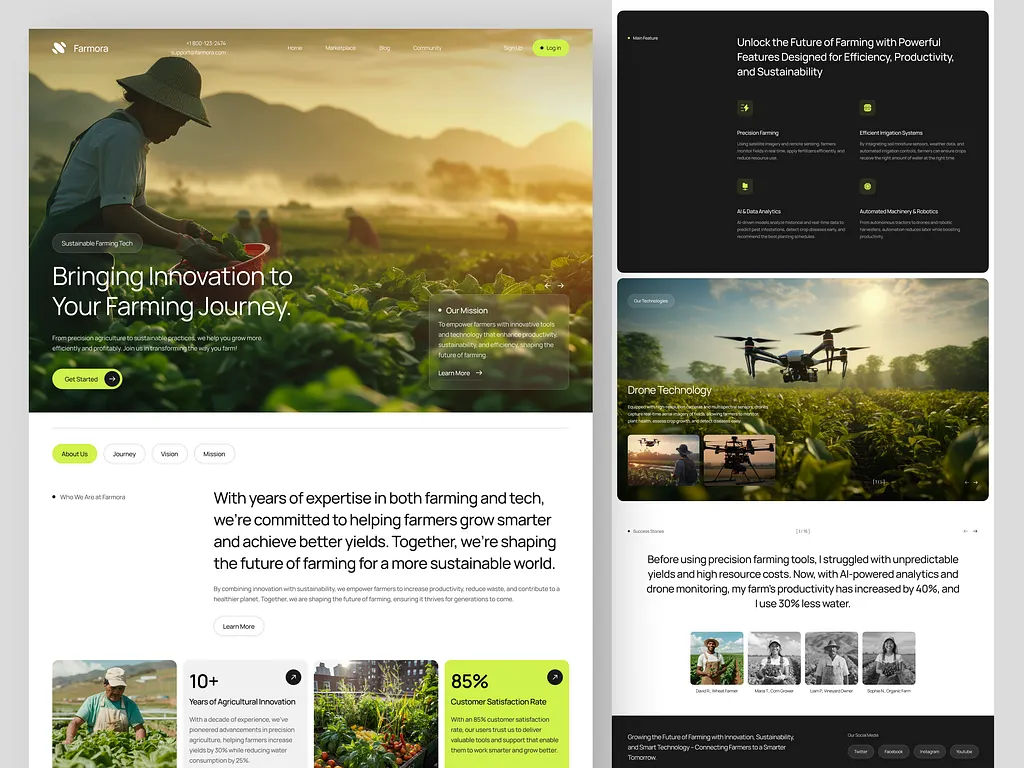 Farmora
+1 800-123-2474
support@farmora.com
Home
Marketplace
Blog
Community
Sign Up
Log in
Sustainable Farming Tech
Bringing Innovation to
Your Farming Journey.
From precision agriculture to sustainable practices, we help you grow more
efficiently and profitably. Join us in transforming the way you farm!
Get Started
Our Mission
To empower farmers with innovative tools
and technology that enhance productivity,
sustainability, and efficiency, shaping the
future of farming.
Learn More
About Us
Journey
Vision
Mission
Who We Are at Farmora
With years of expertise in both farming and tech,
we're committed to helping farmers grow smarter
and achieve better yields. Together, we're shaping
the future of farming for a more sustainable world.
By combining innovation with sustainability, we empower farmers to increase productivity, reduce waste, and contribute to a
healthier planet. Together, we are shaping the future of farming, ensuring it thrives for generations to come.
Learn More
10+
Years of Agricultural Innovation
With a decade of experience, we've
pioneered advancements in precision
agriculture, helping farmers increase
yields by 30% while reducing water
consumption by 25%.
85%
Customer Satisfaction Rate
With an 85% customer satisfaction
rate, our users trust us to deliver
valuable tools and support that enable
them to work smarter and grow better.
Main Feature
Unlock the Future of Farming with Powerful
Features Designed for Efficiency, Productivity,
and Sustainability
Precision Farming
Using satellite imagery and remote sensing, farmers
monitor fields in real time, apply fertilizers efficiently, and
reduce resource use.
Efficient Irrigation Systems
By integrating soil moisture sensors, weather data, and
automated irrigation controls, farmers can ensure crops
receive the right amount of water at the right time.
AI & Data Analytics
AI-driven models analyze historical and real-time data to
predict pest infestations, detect crop diseases early, and
recommend the best planting schedules.
Automated Machinery & Robotics
From autonomous tractors to drones and robotic
harvesters, automation reduces labor while boosting
productivity.
Our Technologies
Drone Technology
Equipped with high-resolution cameras and multispectral sensors, drones
capture real-time aerial imagery of fields, allowing farmers to monitor
plant health, assess crop growth, and detect diseases early.
Success Stories
Before using precision farming tools, I struggled with unpredictable
yields and high resource costs. Now, with AI-powered analytics and
drone monitoring, my farm's productivity has increased by 40%, and
I use 30% less water.
David R., Wheat Farmer
Maria T., Corn Grower
Liam P., Vineyard Owner
Sophie N., Organic Farm
Growing the Future of Farming with Innovation, Sustainability,
and Smart Technology – Connecting Farmers to a Smarter
Tomorrow.
Our Social Media
Twitter
Facebook
Instagram
Youtube